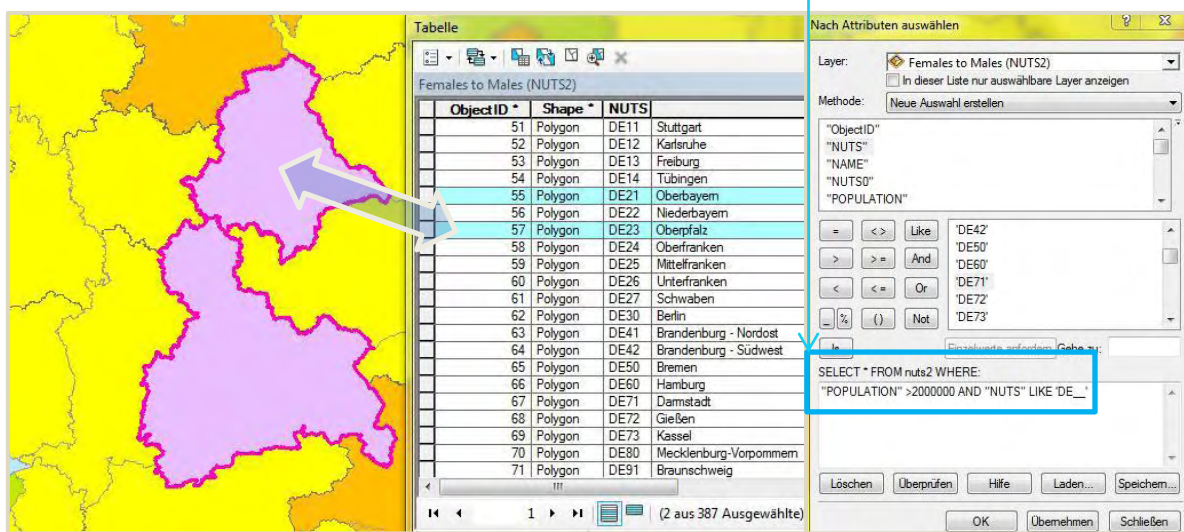 Tabelle
Females to Males (NUTS2)
ObjectID * Shape * NUTS
51 Polygon DE11 Stuttgart
52 Polygon DE12 Karlsruhe
53 Polygon DE13 Freiburg
54 Polygon DE14 Tübingen
55 Polygon DE21 Oberbayern
56 Polygon DE22 Niederbayern
57 Polygon DE23 Oberpfalz
58 Polygon DE24 Oberfranken
59 Polygon DE25 Mittelfranken
60 Polygon DE26 Unterfranken
61 Polygon DE27 Schwaben
62 Polygon DE30 Berlin
63 Polygon DE41 Brandenburg - Nordost
64 Polygon DE42 Brandenburg - Südwest
65 Polygon DE50 Bremen
66 Polygon DE60 Hamburg
67 Polygon DE71 Darmstadt
68 Polygon DE72 Gießen
69 Polygon DE73 Kassel
70 Polygon DE80 Mecklenburg-Vorpommern
71 Polygon DE91 Braunschweig
1 (2 aus 387 Ausgewählte)
Nach Attributen auswählen
Layer: Females to Males (NUTS2)
In dieser Liste nur auswählbare Layer anzeigen
Methode: Neue Auswahl erstellen
"ObjectID"
"NUTS"
"NAME"
"NUTS0"
"POPULATION"
= <> Like
> >= And
< <= Or
_ % () Not
Is
'DE42'
'DE50'
'DE60'
'DE71'
'DE72'
'DE73'
Einzelwerte anfordern Gehe zu:
SELECT * FROM nuts2 WHERE:
"POPULATION" >2000000 AND "NUTS" LIKE 'DE__'
Löschen Überprüfen Hilfe Laden... Speichern...
OK Übernehmen Schließen